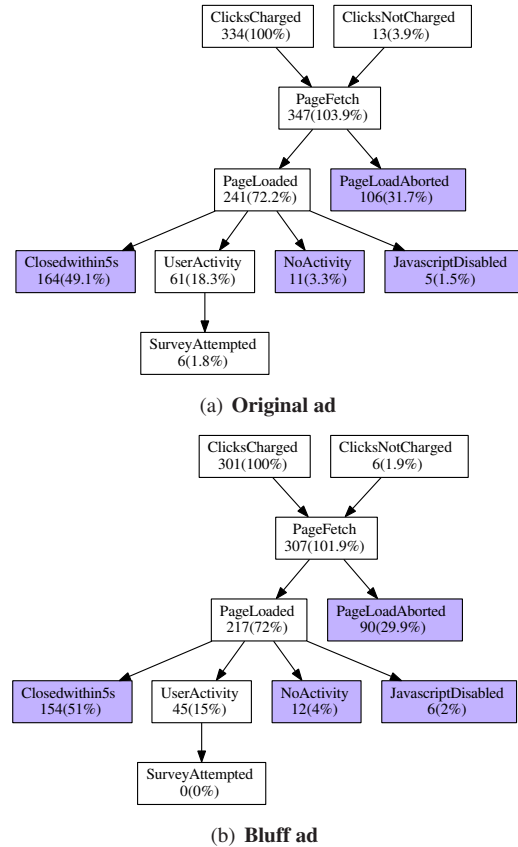 ClicksCharged
334(100%)
ClicksNotCharged
13(3.9%)
PageFetch
347(103.9%)
PageLoaded
241(72.2%)
PageLoadAborted
106(31.7%)
Closedwithin5s
164(49.1%)
UserActivity
61(18.3%)
NoActivity
11(3.3%)
JavascriptDisabled
5(1.5%)
SurveyAttempted
6(1.8%)
(a) Original ad
ClicksCharged
301(100%)
ClicksNotCharged
6(1.9%)
PageFetch
307(101.9%)
PageLoaded
217(72%)
PageLoadAborted
90(29.9%)
Closedwithin5s
154(51%)
UserActivity
45(15%)
NoActivity
12(4%)
JavascriptDisabled
6(2%)
SurveyAttempted
0(0%)
(b) Bluff ad